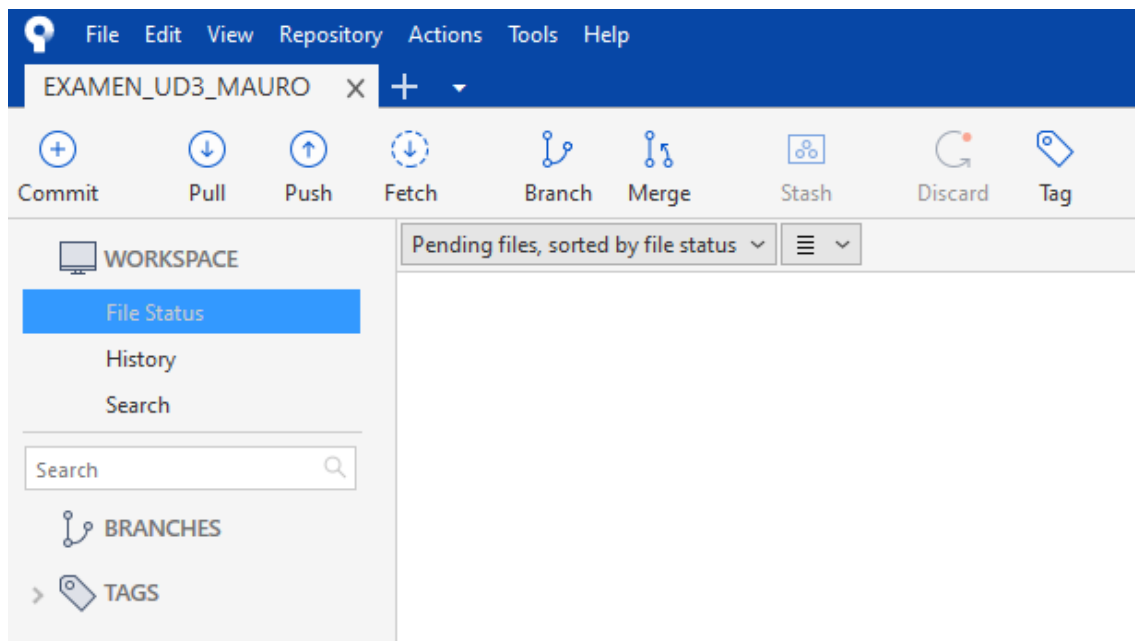 File Edit View Repository Actions Tools Help
EXAMEN_UD3_MAURO
Commit Pull Push Fetch Branch Merge Stash Discard Tag
WORKSPACE
Pending files, sorted by file status
File Status
History
Search
Search
BRANCHES
TAGS